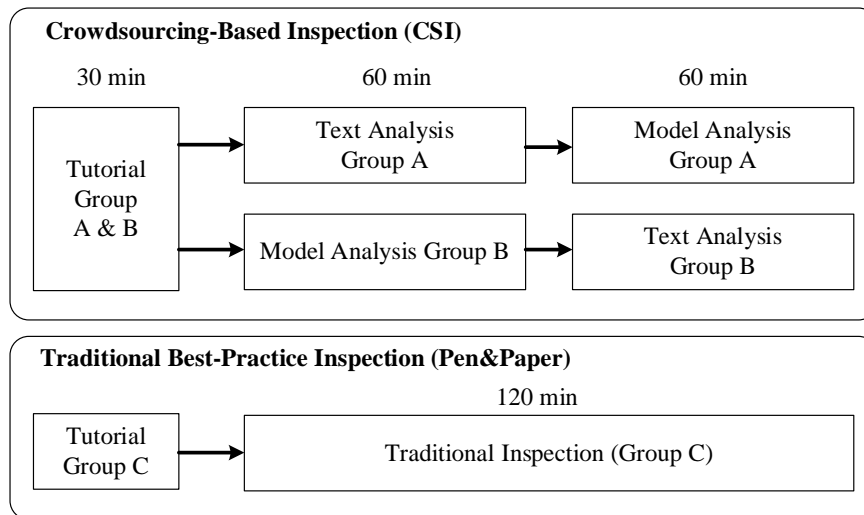 Crowdsourcing-Based Inspection (CSI)
30 min
60 min
60 min
Tutorial
Group
A & B
Text Analysis
Group A
Model Analysis
Group A
Model Analysis Group B
Text Analysis
Group B
Traditional Best-Practice Inspection (Pen&Paper)
120 min
Tutorial
Group C
Traditional Inspection (Group C)